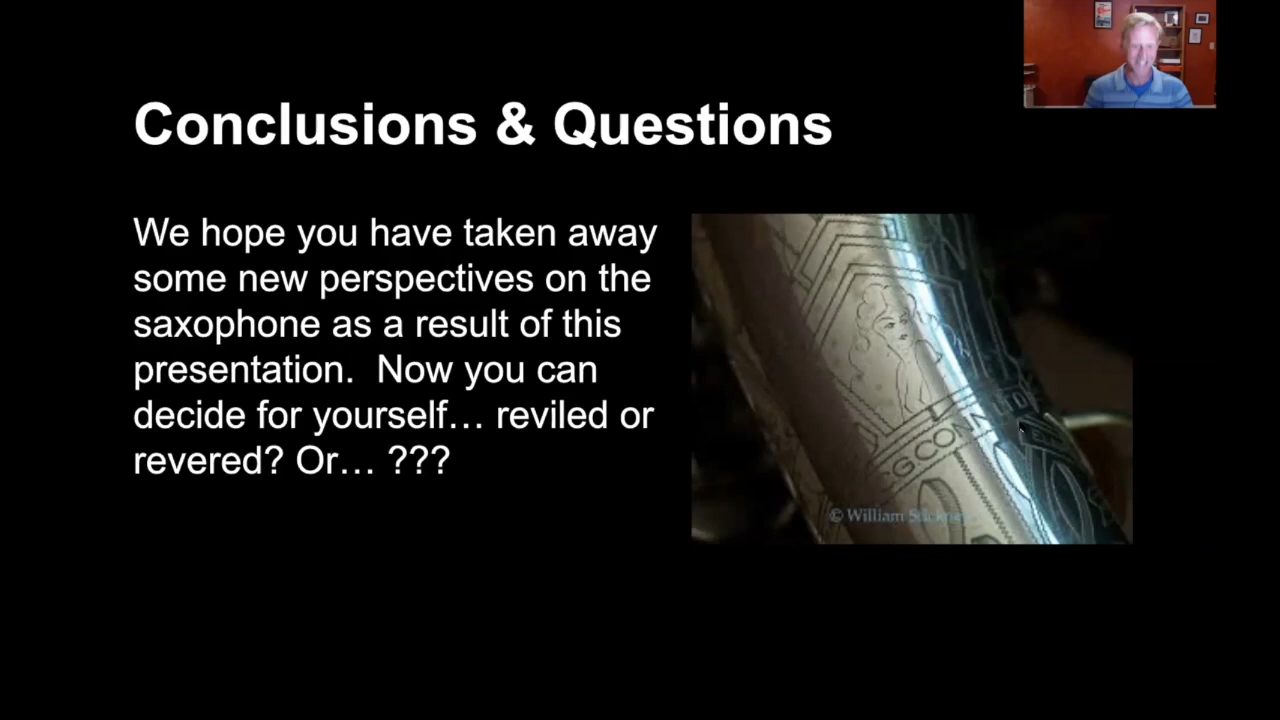 Conclusions & Questions
We hope you have taken away
some new perspectives on the
saxophone as a result of this
presentation.  Now you can
decide for yourself… reviled or
revered? Or… ???
© William